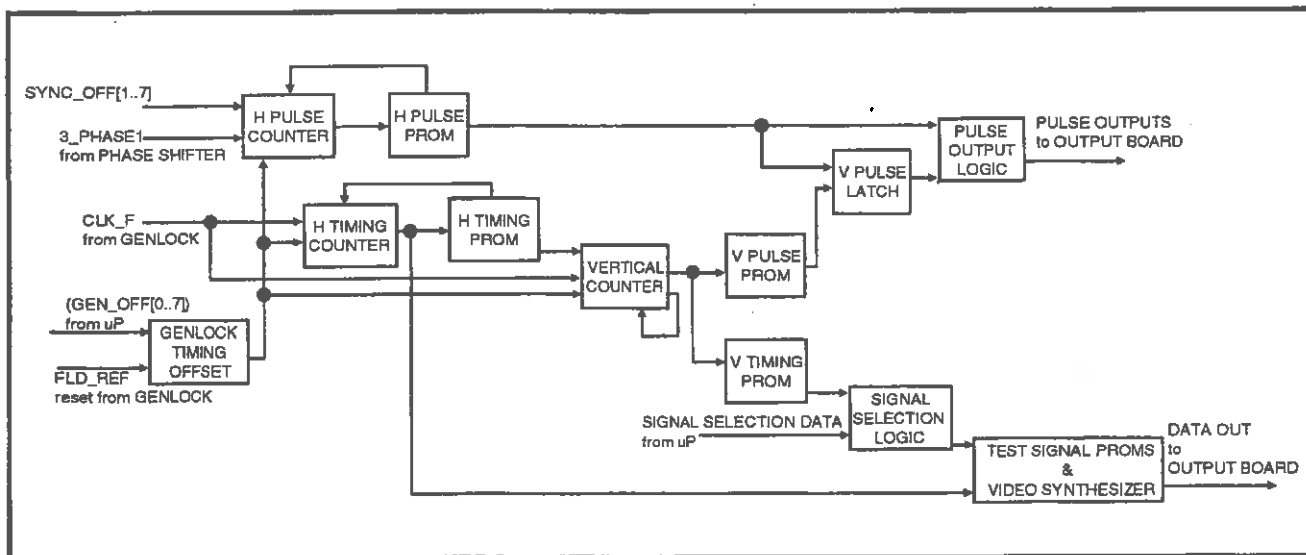 SYNC_OFF[1..7]
3_PHASE1
from PHASE SHIFTER
H PULSE
COUNTER
H PULSE
PROM
PULSE
OUTPUT
LOGIC
PULSE OUTPUTS
to OUTPUT BOARD
V PULSE
LATCH
CLK_F
from GENLOCK
H TIMING
COUNTER
H TIMING
PROM
VERTICAL
COUNTER
V PULSE
PROM
(GEN_OFF[0..7])
from uP
FLD_REF
reset from GENLOCK
GENLOCK
TIMING
OFFSET
V TIMING
PROM
SIGNAL SELECTION DATA
from uP
SIGNAL
SELECTION
LOGIC
TEST SIGNAL PROMS
&
VIDEO SYNTHESIZER
DATA OUT
to
OUTPUT BOARD